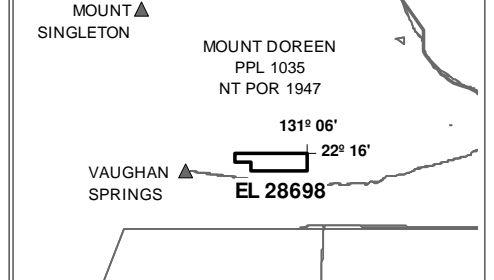 MOUNT
SINGLETON
MOUNT DOREEN
PPL 1035
NT POR 1947
131º 06'
22º 16'
VAUGHAN
SPRINGS
EL 28698